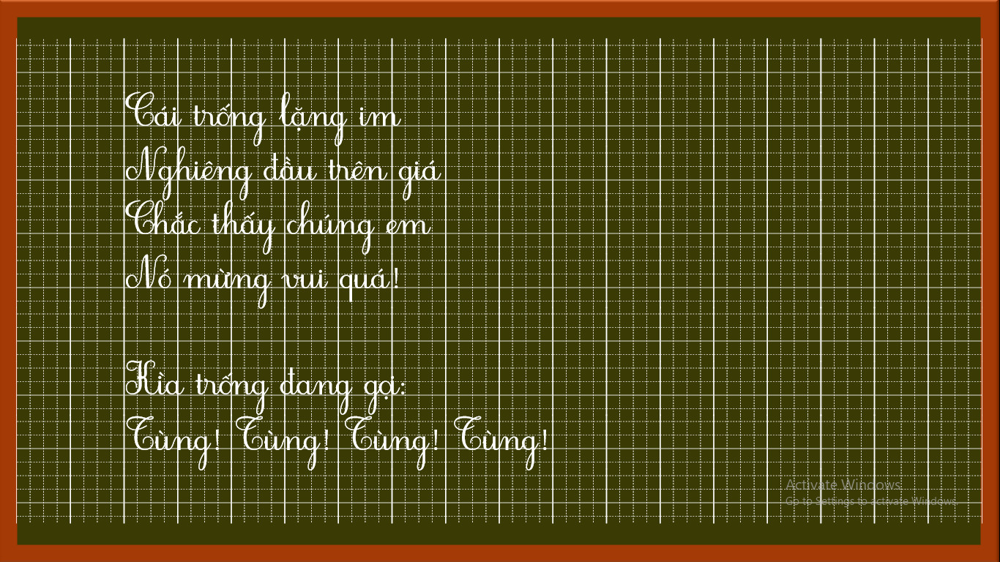 Cái trống lặng im
Nghiêng đầu trên giá
Chắc thấy chúng em
Nó mừng vui quá!
Kìa trống đang gọi:
Tùng! Tùng! Tùng! Tùng!
Activate Windows
Go to Settings to activate Windows.